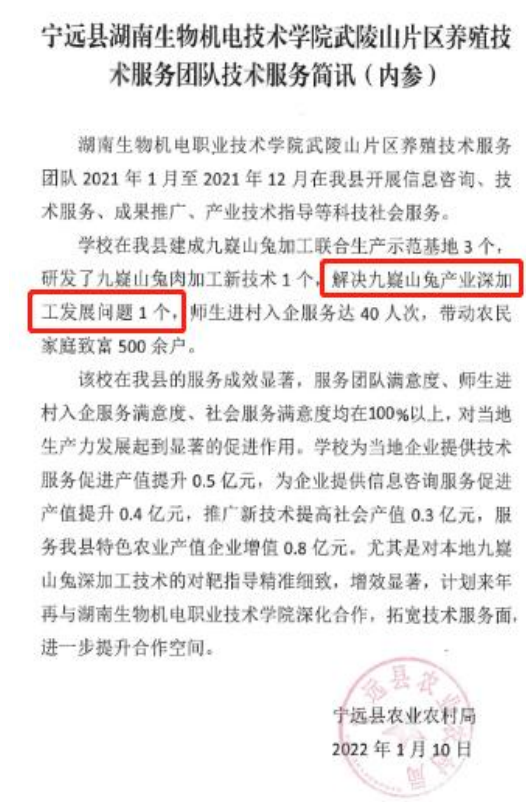 宁远县湖南生物机电技术学院武陵山片区养殖技
术服务团队技术服务简讯（内参）
湖南生物机电职业技术学院武陵山片区养殖技术服务
团队 2021 年 1 月至 2021 年 12 月在我县开展信息咨询、技
术服务、成果推广、产业技术指导等科技社会服务。
学校在我县建成九嶷山兔加工联合生产示范基地 3 个，
研发了九嶷山兔肉加工新技术 1 个，解决九嶷山兔产业深加
工发展问题 1 个，师生进村入企服务达 40 人次，带动农民
家庭致富 500 余户。
该校在我县的服务成效显著，服务团队满意度、师生进
村入企服务满意度、社会服务满意度均在100%以上，对当地
生产力发展起到显著的促进作用。学校为当地企业提供技术
服务促进产值提升 0.5 亿元，为企业提供信息咨询服务促进
产值提升 0.4 亿元，推广新技术提高社会产值 0.3 亿元，服
务我县特色农业产值企业增值 0.8 亿元。尤其是对本地九嶷
山兔深加工技术的对靶指导精准细致，增效显著，计划来年
再与湖南生物机电职业技术学院深化合作，拓宽技术服务面，
进一步提升合作空间。
宁远县农业农村局
2022 年 1 月 10 日